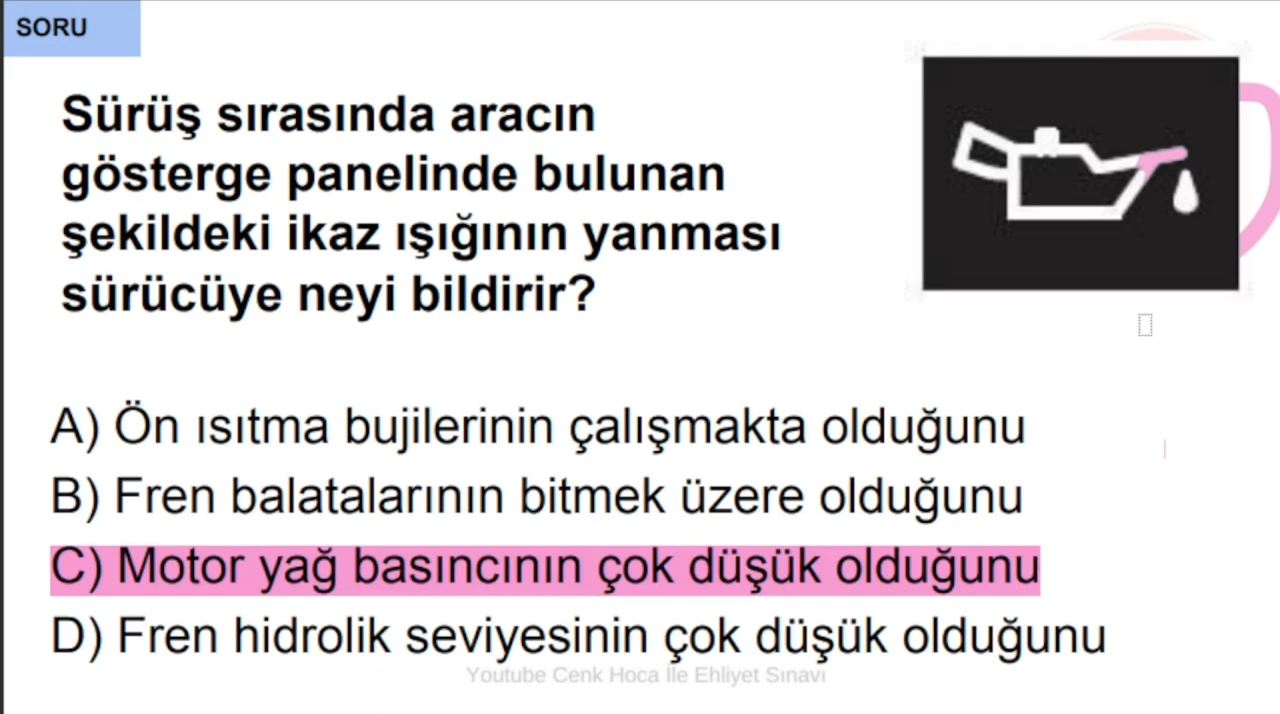 SORU
Sürüş sırasında aracın
gösterge panelinde bulunan
şekildeki ikaz ışığının yanması
sürücüye neyi bildirir?
A) Ön ısıtma bujilerinin çalışmakta olduğunu
B) Fren balatalarının bitmek üzere olduğunu
C) Motor yağ basıncının çok düşük olduğunu
D) Fren hidrolik seviyesinin çok düşük olduğunu
Youtube Cenk Hoca İle Ehliyet Sınavı